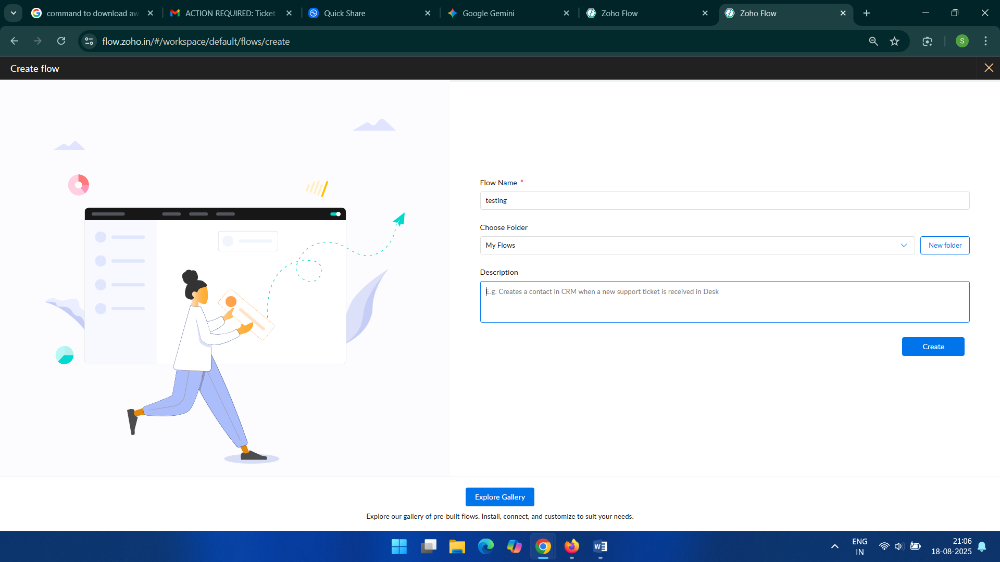 command to download aw
ACTION REQUIRED: Ticket
Quick Share
Google Gemini
Zoho Flow
Zoho Flow
flow.zoho.in/#/workspace/default/flows/create
S
Create flow
Flow Name *
testing
Choose Folder
My Flows
New folder
Description
E.g. Creates a contact in CRM when a new support ticket is received in Desk
Create
Explore Gallery
Explore our gallery of pre-built flows. Install, connect, and customize to suit your needs.
ENG
IN
21:06
18-08-2025